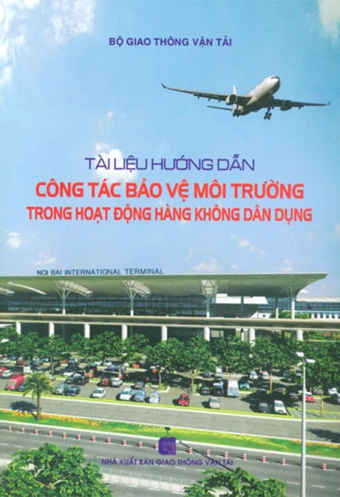 BỘ GIAO THÔNG VẬN TẢI
TÀI LIỆU HƯỚNG DẪN
CÔNG TÁC BẢO VỆ MÔI TRƯỜNG
TRONG HOẠT ĐỘNG HÀNG KHÔNG DÂN DỤNG
NOI BAI INTERNATIONAL TERMINAL
NHÀ XUẤT BẢN GIAO THÔNG VẬN TẢI